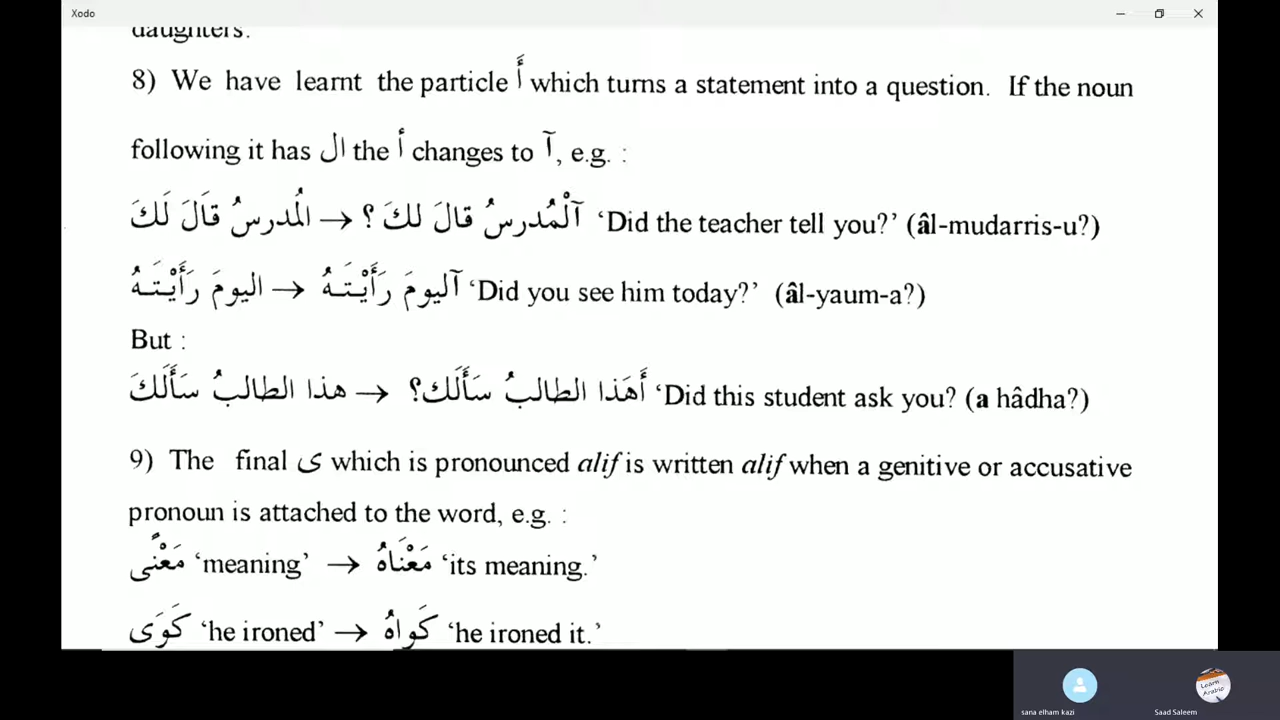 Xodo
daughters.
8) We have learnt the particle أَ which turns a statement into a question. If the noun
following it has ال the أ changes to آ, e.g. :
المُدرسُ قَالَ لَكَ → آلْمُدرسُ قالَ لكَ ؟ ‘Did the teacher tell you?’ (âl-mudarris-u?)
اليومَ رَأَيْتَهُ → آليومَ رَأَيْتَهُ ‘Did you see him today?’ (âl-yaum-a?)
But :
هذا الطالبُ سَأَلَكَ → أَهَذا الطالبُ سَأَلَك؟ ‘Did this student ask you? (a hâdha?)
9) The final ى which is pronounced alif is written alif when a genitive or accusative
pronoun is attached to the word, e.g. :
مَعْنًى ‘meaning’ → مَعْنَاهُ ‘its meaning.’
كَوَى ‘he ironed’ → كَواهُ ‘he ironed it.’
Learn Arabic
sana elham kazi
Saad Saleem